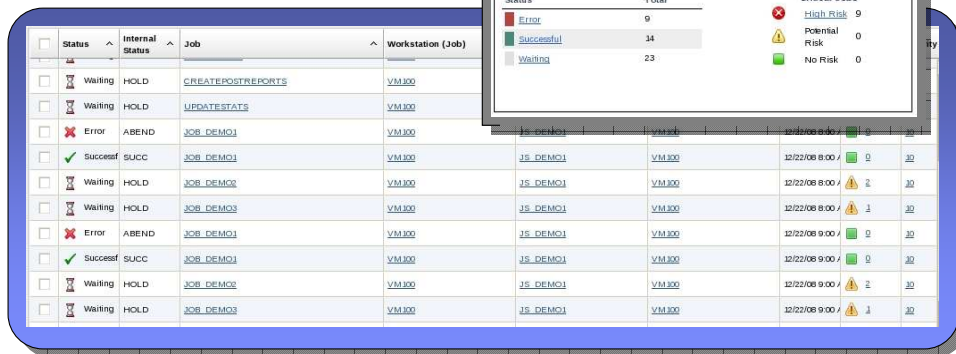 Error 9
Successful 14
Waiting 23
High Risk 9
Potential
Risk 0
No Risk 0
Status Internal Status Job Workstation (Job)
Waiting HOLD CREATEPOSTREPORTS VM100
Waiting HOLD UPDATESTATS VM100
Error ABEND JOB_DEMO1 VM100 JS_DEMO1 VM100 12/22/08 8:00 0 10
Successf SUCC JOB_DEMO1 VM100 JS_DEMO1 VM100 12/22/08 8:00 0 10
Waiting HOLD JOB_DEMO2 VM100 JS_DEMO1 VM100 12/22/08 8:00 2 10
Waiting HOLD JOB_DEMO3 VM100 JS_DEMO1 VM100 12/22/08 8:00 1 10
Error ABEND JOB_DEMO1 VM100 JS_DEMO1 VM100 12/22/08 9:00 0 10
Successf SUCC JOB_DEMO1 VM100 JS_DEMO1 VM100 12/22/08 9:00 0 10
Waiting HOLD JOB_DEMO2 VM100 JS_DEMO1 VM100 12/22/08 9:00 2 10
Waiting HOLD JOB_DEMO3 VM100 JS_DEMO1 VM100 12/22/08 9:00 1 10